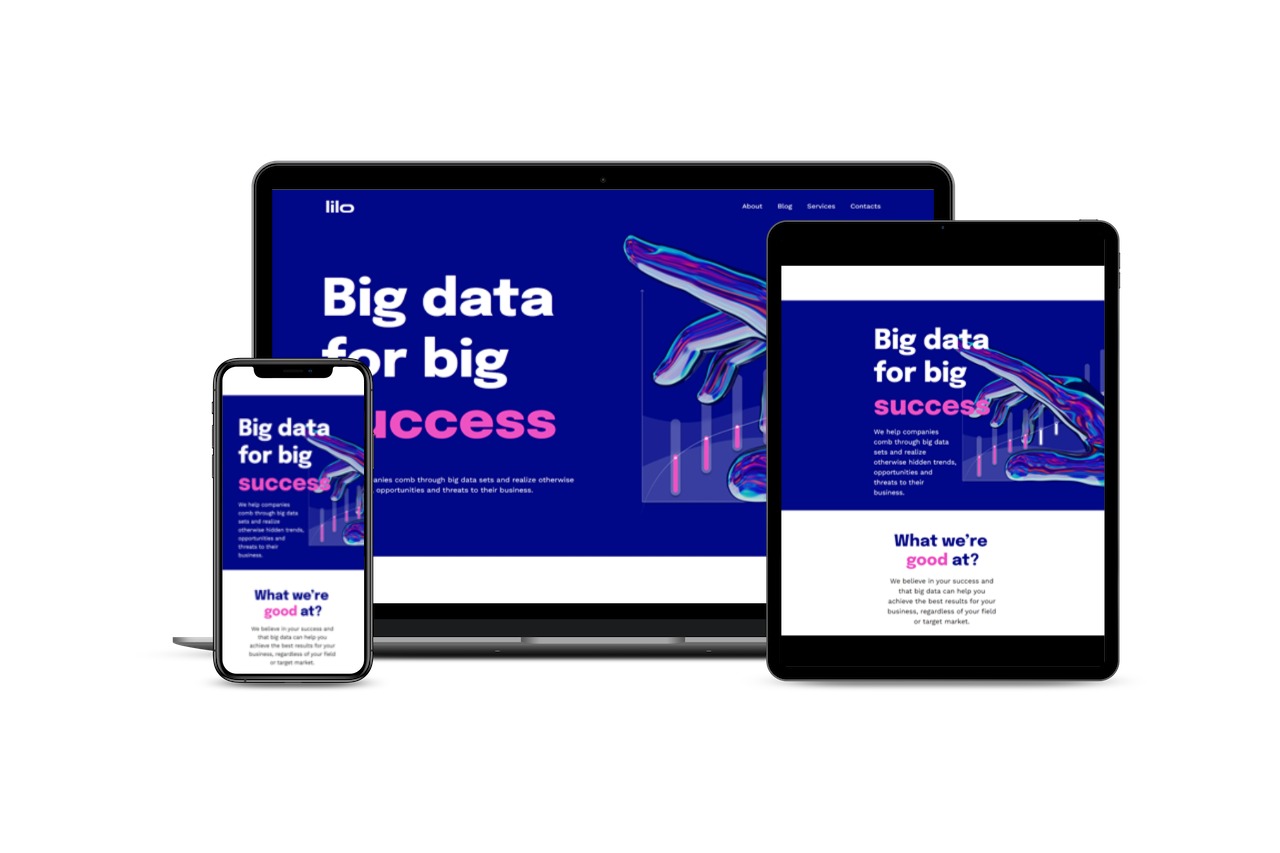 lilo
About Blog Services Contacts
Big data
for big
success
anies comb through big data sets and realize otherwise
opportunities and threats to their business.
Big data
for big
success
We help companies
comb through big data
sets and realize
otherwise hidden trends,
opportunities and
threats to their
business.
What we're
good at?
We believe in your success and
that big data can help you
achieve the best results for your
business, regardless of your field
or target market.
Big data
for big
success
We help companies
comb through big data
sets and realize
otherwise hidden trends,
opportunities and
threats to their
business.
What we're
good at?
We believe in your success and
that big data can help you
achieve the best results for your
business, regardless of your field
or target market.